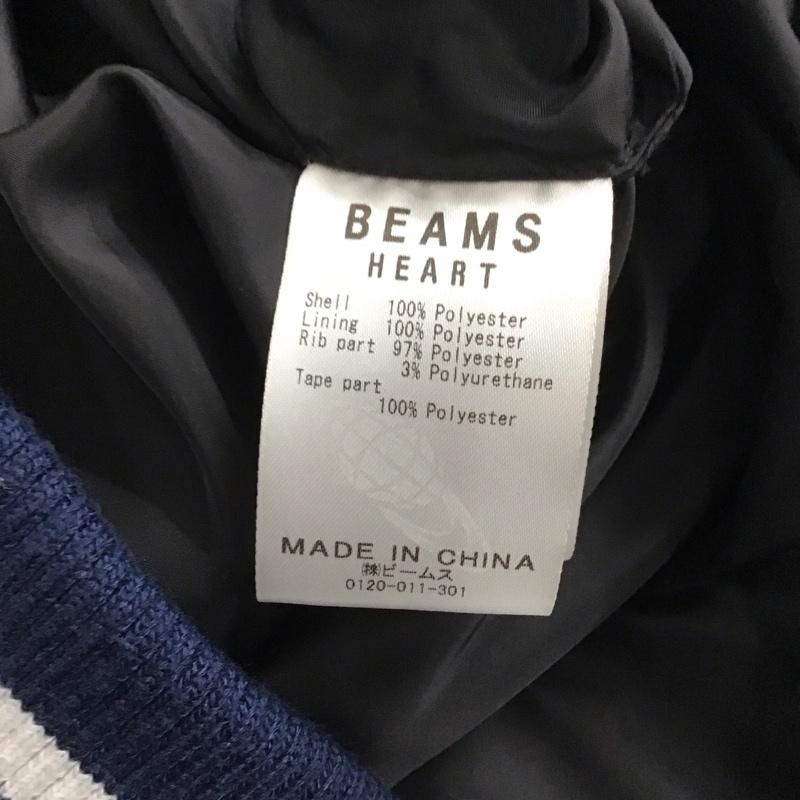 BEAMS
HEART
Shell 100% Polyester
Lining 100% Polyester
Rib part 97% Polyester
3% Polyurethane
Tape part
100% Polyester
MADE IN CHINA
㈱ビームス
0120-011-301